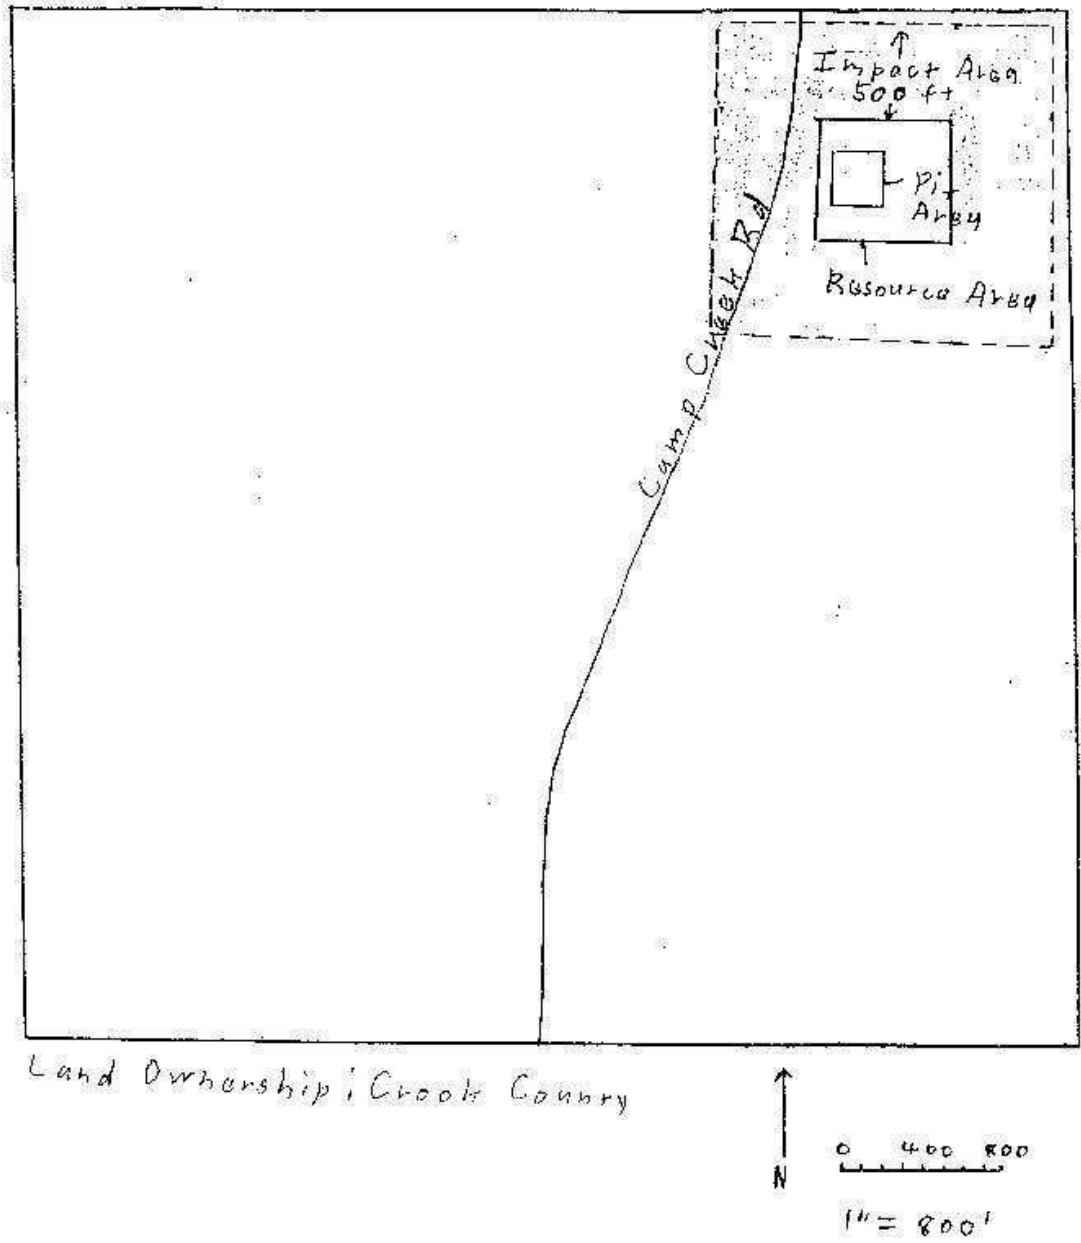 Impact Area
500 ft
Pit
Area
Resource Area
Camp Creek Rd
Land Ownership: Crook County
N
0 400 800
1" = 800'